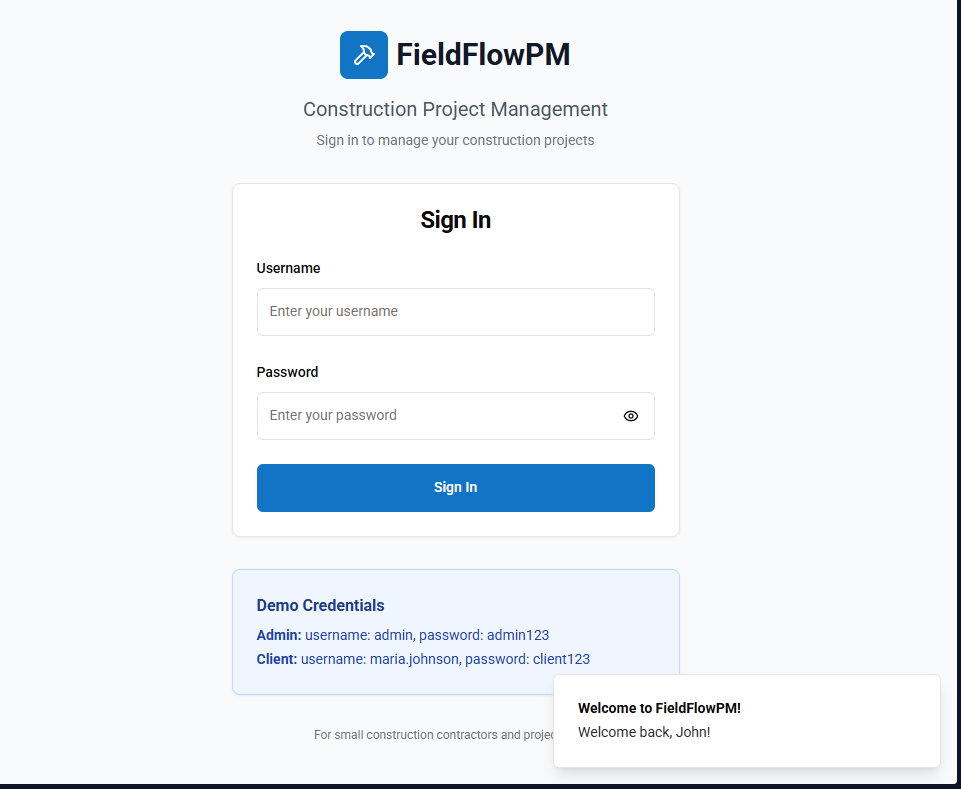 FieldFlowPM
Construction Project Management
Sign in to manage your construction projects
Sign In
Username
Enter your username
Password
Enter your password
Sign In
Demo Credentials
Admin: username: admin, password: admin123
Client: username: maria.johnson, password: client123
For small construction contractors and
Welcome to FieldFlowPM!
Welcome back, John!